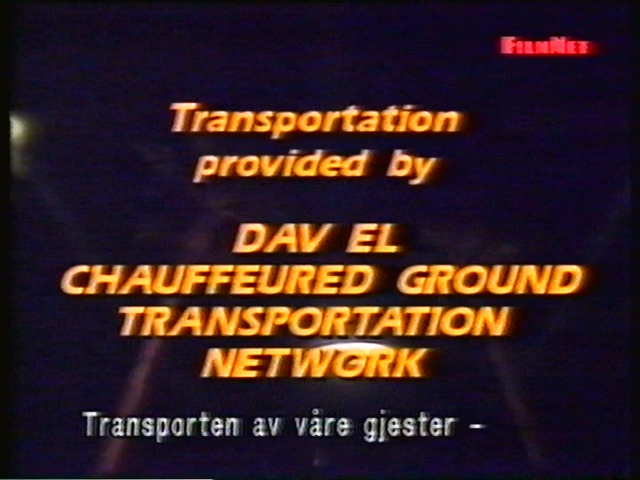 FILMNET
Transportation
provided by
DAV EL
CHAUFFEURED GROUND
TRANSPORTATION
NETWORK
Transporten av våre gjester –